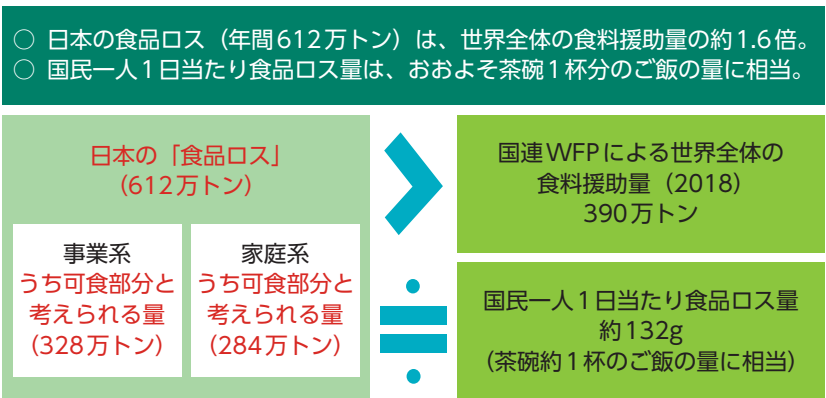 ○ 日本の食品ロス（年間612万トン）は、世界全体の食料援助量の約1.6倍。
○ 国民一人1日当たり食品ロス量は、おおよそ茶碗1杯分のご飯の量に相当。
日本の「食品ロス」
（612万トン）
事業系
うち可食部分と
考えられる量
（328万トン）
家庭系
うち可食部分と
考えられる量
（284万トン）
国連WFPによる世界全体の
食料援助量（2018）
390万トン
国民一人1日当たり食品ロス量
約132g
（茶碗約1杯のご飯の量に相当）